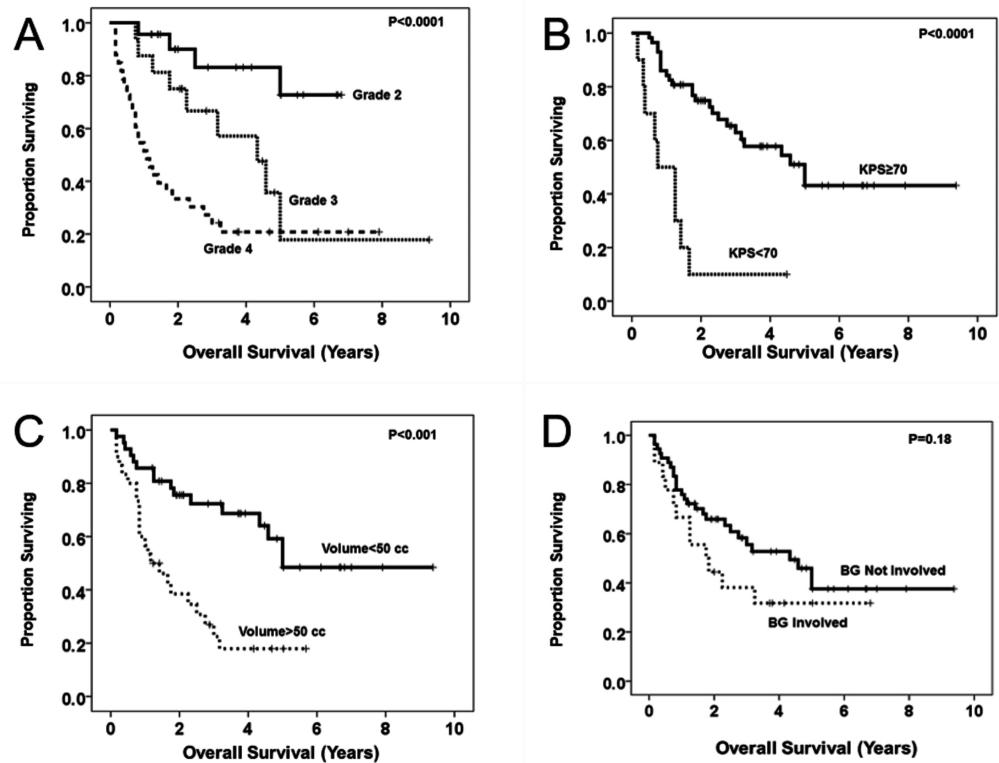 A
P<0.0001
1.0
0.8
0.6
0.4
0.2
0.0
Proportion Surviving
Grade 2
Grade 3
Grade 4
0 2 4 6 8 10
Overall Survival (Years)
B
P<0.0001
1.0
0.8
0.6
0.4
0.2
0.0
Proportion Surviving
KPS≥70
KPS<70
0 2 4 6 8 10
Overall Survival (Years)
C
P<0.001
1.0
0.8
0.6
0.4
0.2
0.0
Proportion Surviving
Volume<50 cc
Volume>50 cc
0 2 4 6 8 10
Overall Survival (Years)
D
P=0.18
1.0
0.8
0.6
0.4
0.2
0.0
Proportion Surviving
BG Not Involved
BG Involved
0 2 4 6 8 10
Overall Survival (Years)